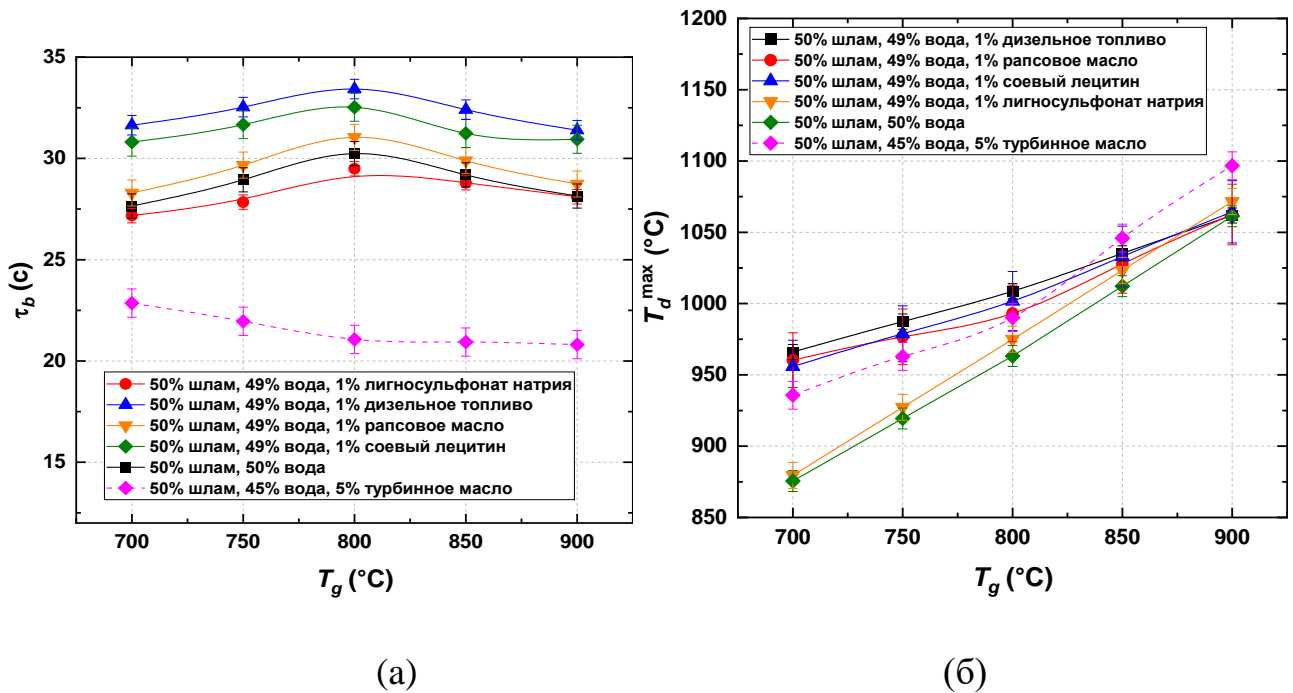 35
30
25
20
15
τb (с)
50% шлам, 49% вода, 1% лигносульфонат натрия
50% шлам, 49% вода, 1% дизельное топливо
50% шлам, 49% вода, 1% рапсовое масло
50% шлам, 49% вода, 1% соевый лецитин
50% шлам, 50% вода
50% шлам, 45% вода, 5% турбинное масло
700 750 800 850 900
Tg (°C)
(а)
1200
1150
1100
1050
1000
950
900
850
Tdmax (°C)
50% шлам, 49% вода, 1% дизельное топливо
50% шлам, 49% вода, 1% рапсовое масло
50% шлам, 49% вода, 1% соевый лецитин
50% шлам, 49% вода, 1% лигносульфонат натрия
50% шлам, 50% вода
50% шлам, 45% вода, 5% турбинное масло
700 750 800 850 900
Tg (°C)
(б)